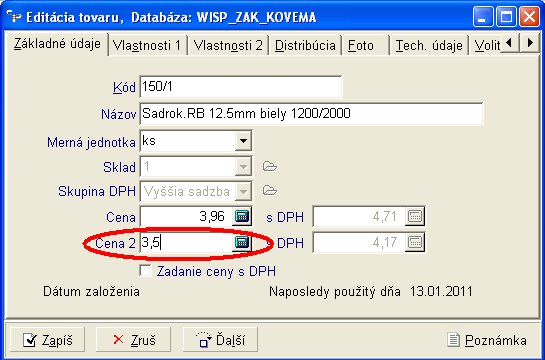 Editácia tovaru, Databáza: WISP_ZAK_KOVEMA
Základné údaje Vlastnosti 1 Vlastnosti 2 Distribúcia Foto Tech. údaje Volit
Kód 150/1
Názov Sadrok.RB 12.5mm biely 1200/2000
Merná jednotka ks
Sklad 1
Skupina DPH Vyššia sadzba
Cena 3,96 s DPH 4,71
Cena 2 3,5 s DPH 4,17
Zadanie ceny s DPH
Dátum založenia Naposledy použitý dňa 13.01.2011
Zapíš Zruš Ďalší Poznámka